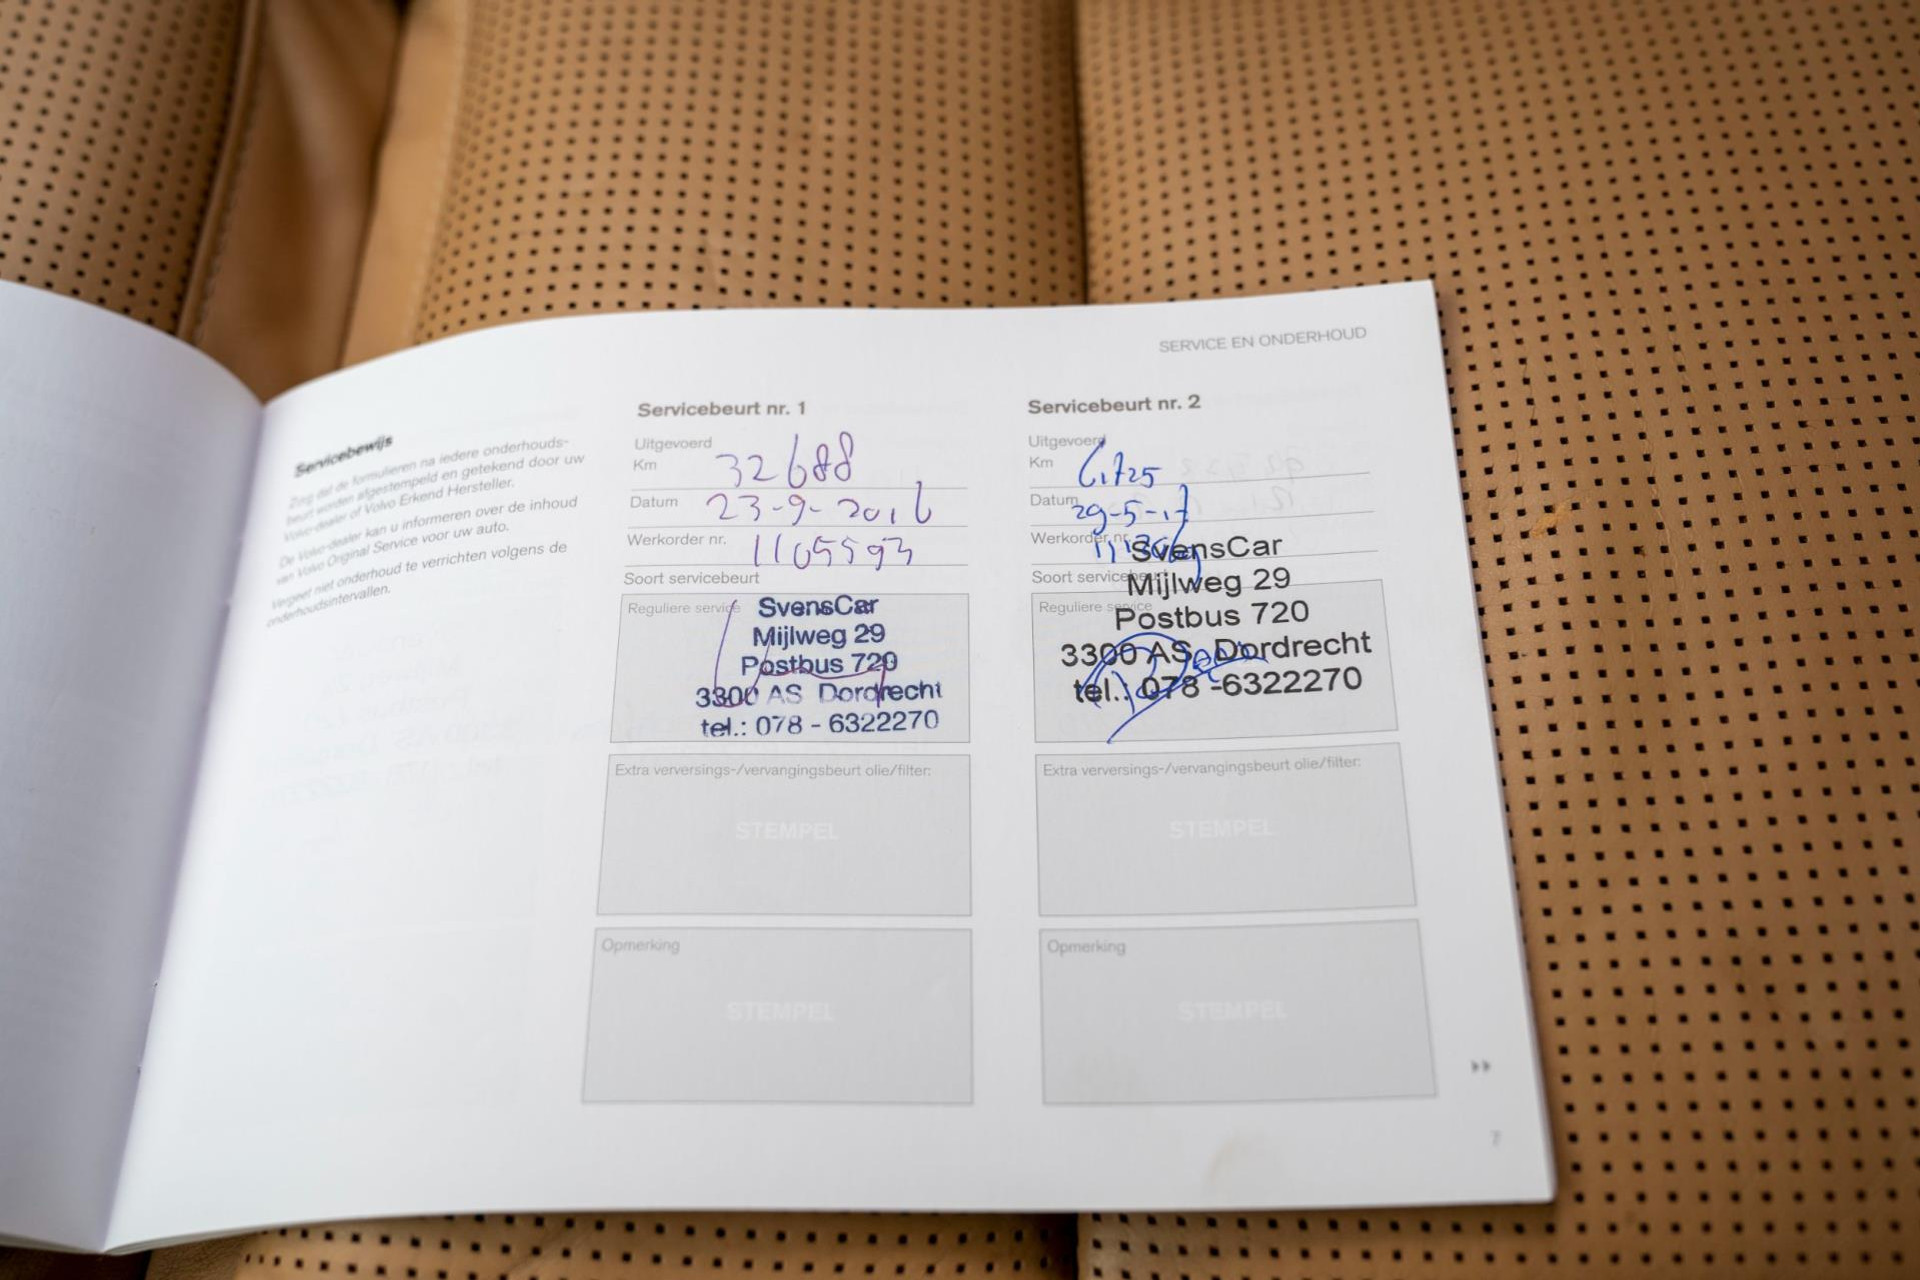 SERVICE EN ONDERHOUD
Servicebewijs
Zorg dat de formulieren na iedere onderhouds-
beurt worden afgestempeld en getekend door uw
Volvo-dealer of Volvo Erkend Hersteller.
De Volvo-dealer kan u informeren over de inhoud
van Volvo Original Service voor uw auto.
Vergeet niet onderhoud te verrichten volgens de
onderhoudsintervallen.
Servicebeurt nr. 1
Uitgevoerd
Km 32688
Datum 23-9-2016
Werkorder nr. 1105593
Soort servicebeurt
Reguliere service
SvensCar
Mijlweg 29
Postbus 720
3300 AS Dordrecht
tel.: 078 - 6322270
Extra verversings-/vervangingsbeurt olie/filter:
STEMPEL
Opmerking
STEMPEL
Servicebeurt nr. 2
Uitgevoerd
Km 61725
Datum 29-5-17
Werkorder nr.
Soort servicebeurt
Reguliere service
SvensCar
Mijlweg 29
Postbus 720
3300 AS Dordrecht
tel.: 078 -6322270
Extra verversings-/vervangingsbeurt olie/filter:
STEMPEL
Opmerking
STEMPEL
7